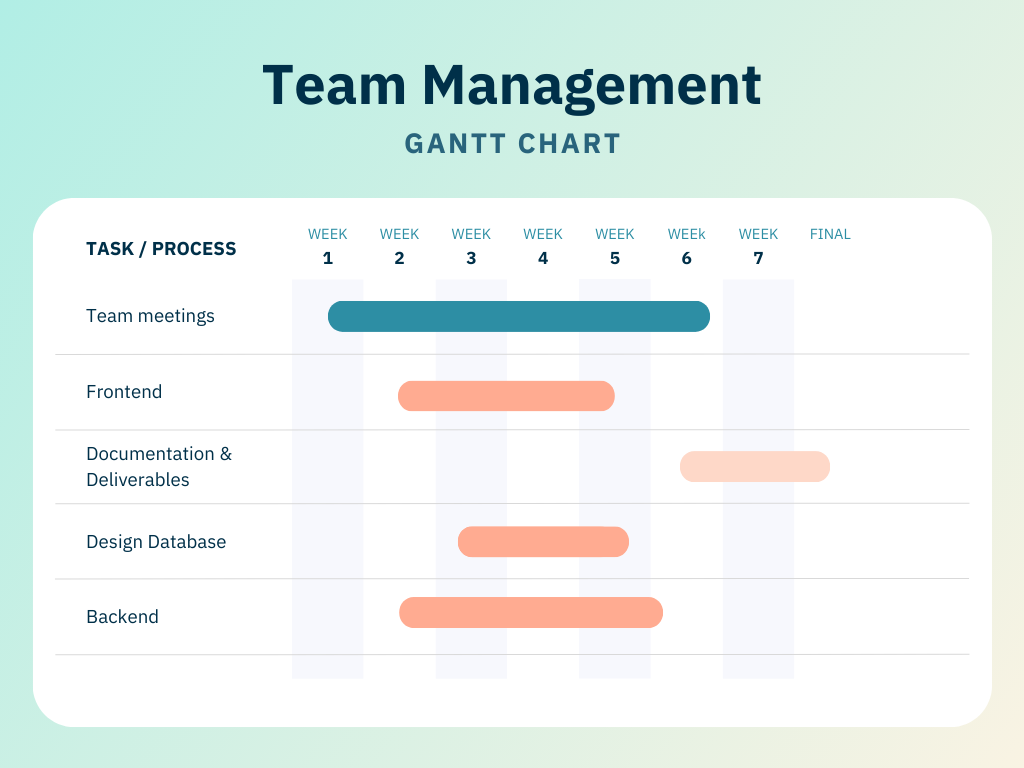 Team Management
GANTT CHART
TASK / PROCESS
WEEK WEEK WEEK WEEK WEEK WEEk WEEK FINAL
1 2 3 4 5 6 7
Team meetings
Frontend
Documentation &
Deliverables
Design Database
Backend